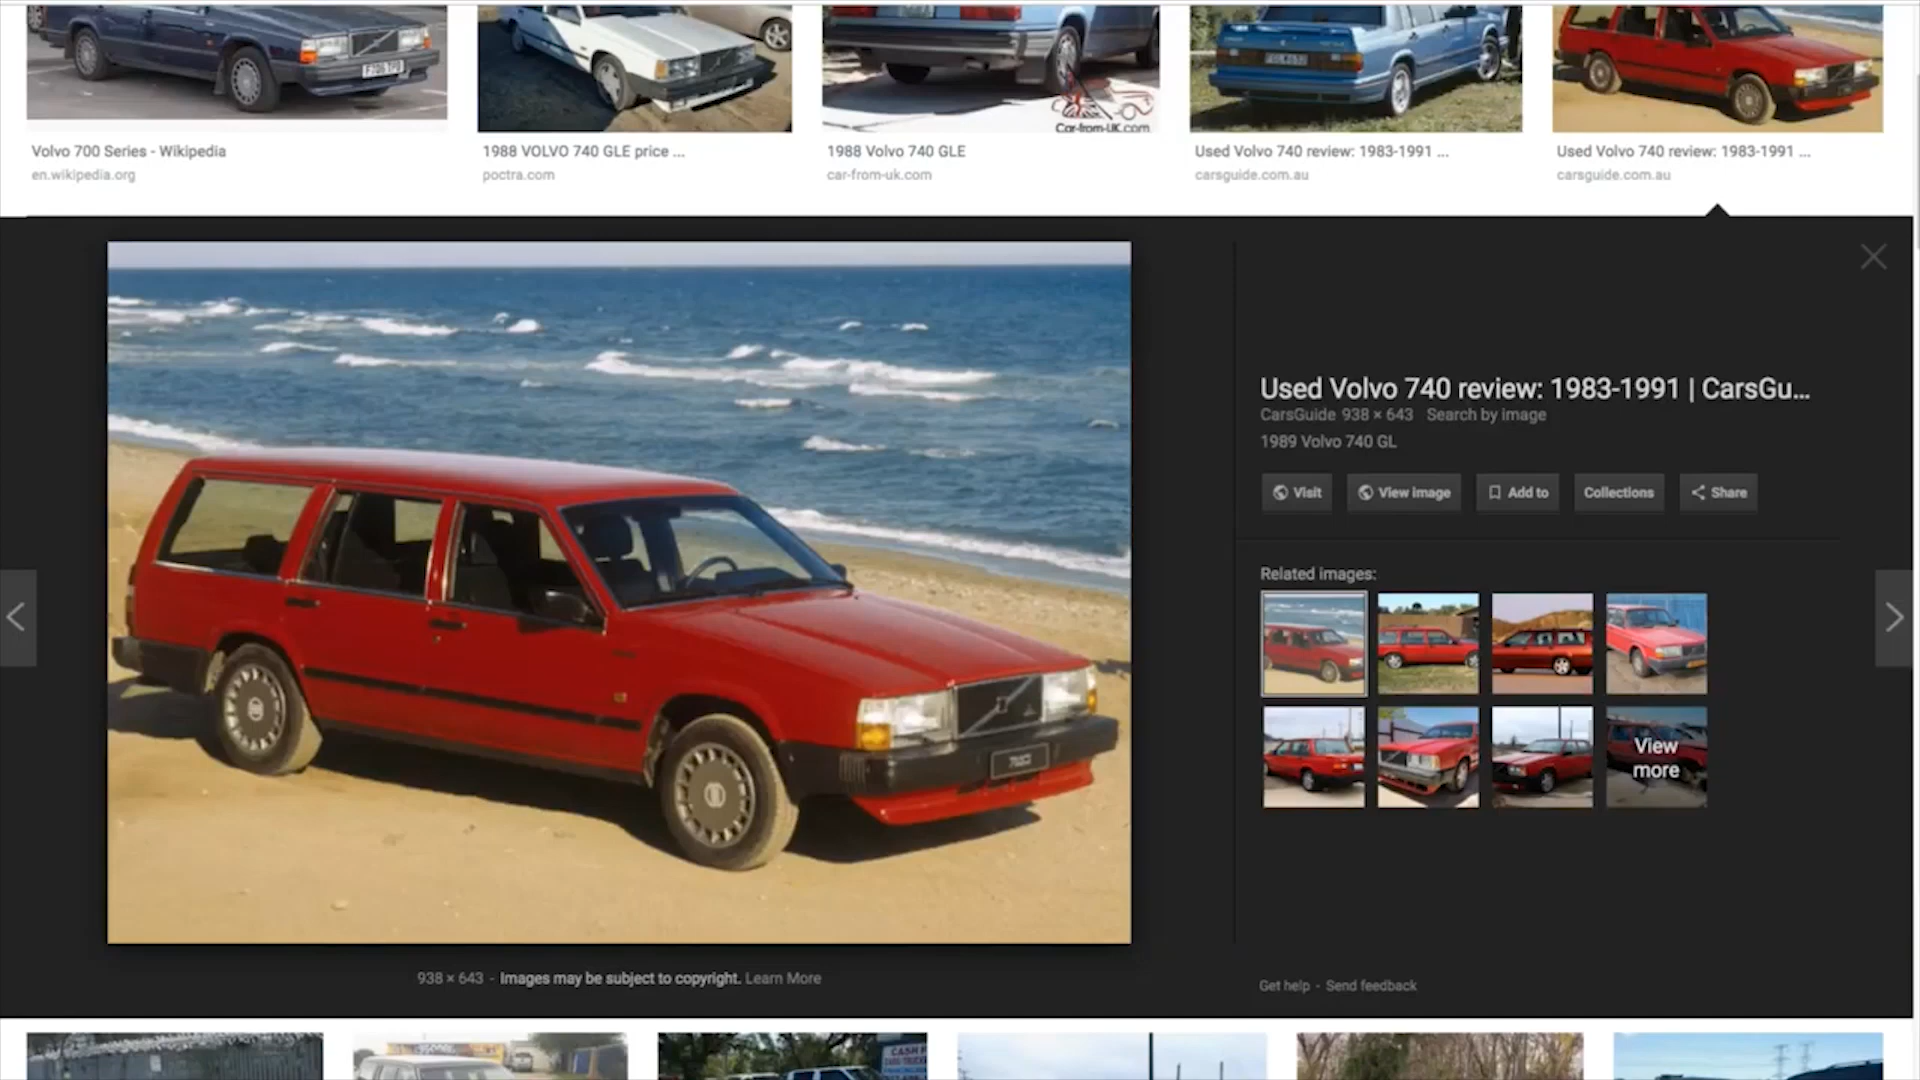 F706 TPD
Car-from-UK.com
Volvo 700 Series - Wikipedia
en.wikipedia.org
1988 VOLVO 740 GLE price ...
poctra.com
1988 Volvo 740 GLE
car-from-uk.com
Used Volvo 740 review: 1983-1991 ...
carsguide.com.au
Used Volvo 740 review: 1983-1991 ...
carsguide.com.au
Used Volvo 740 review: 1983-1991 | CarsGu...
CarsGuide 938 × 643 Search by image
1989 Volvo 740 GL
Visit
View image
Add to
Collections
Share
Related images:
View
more
938 × 643 - Images may be subject to copyright. Learn More
Get help - Send feedback
CASH F